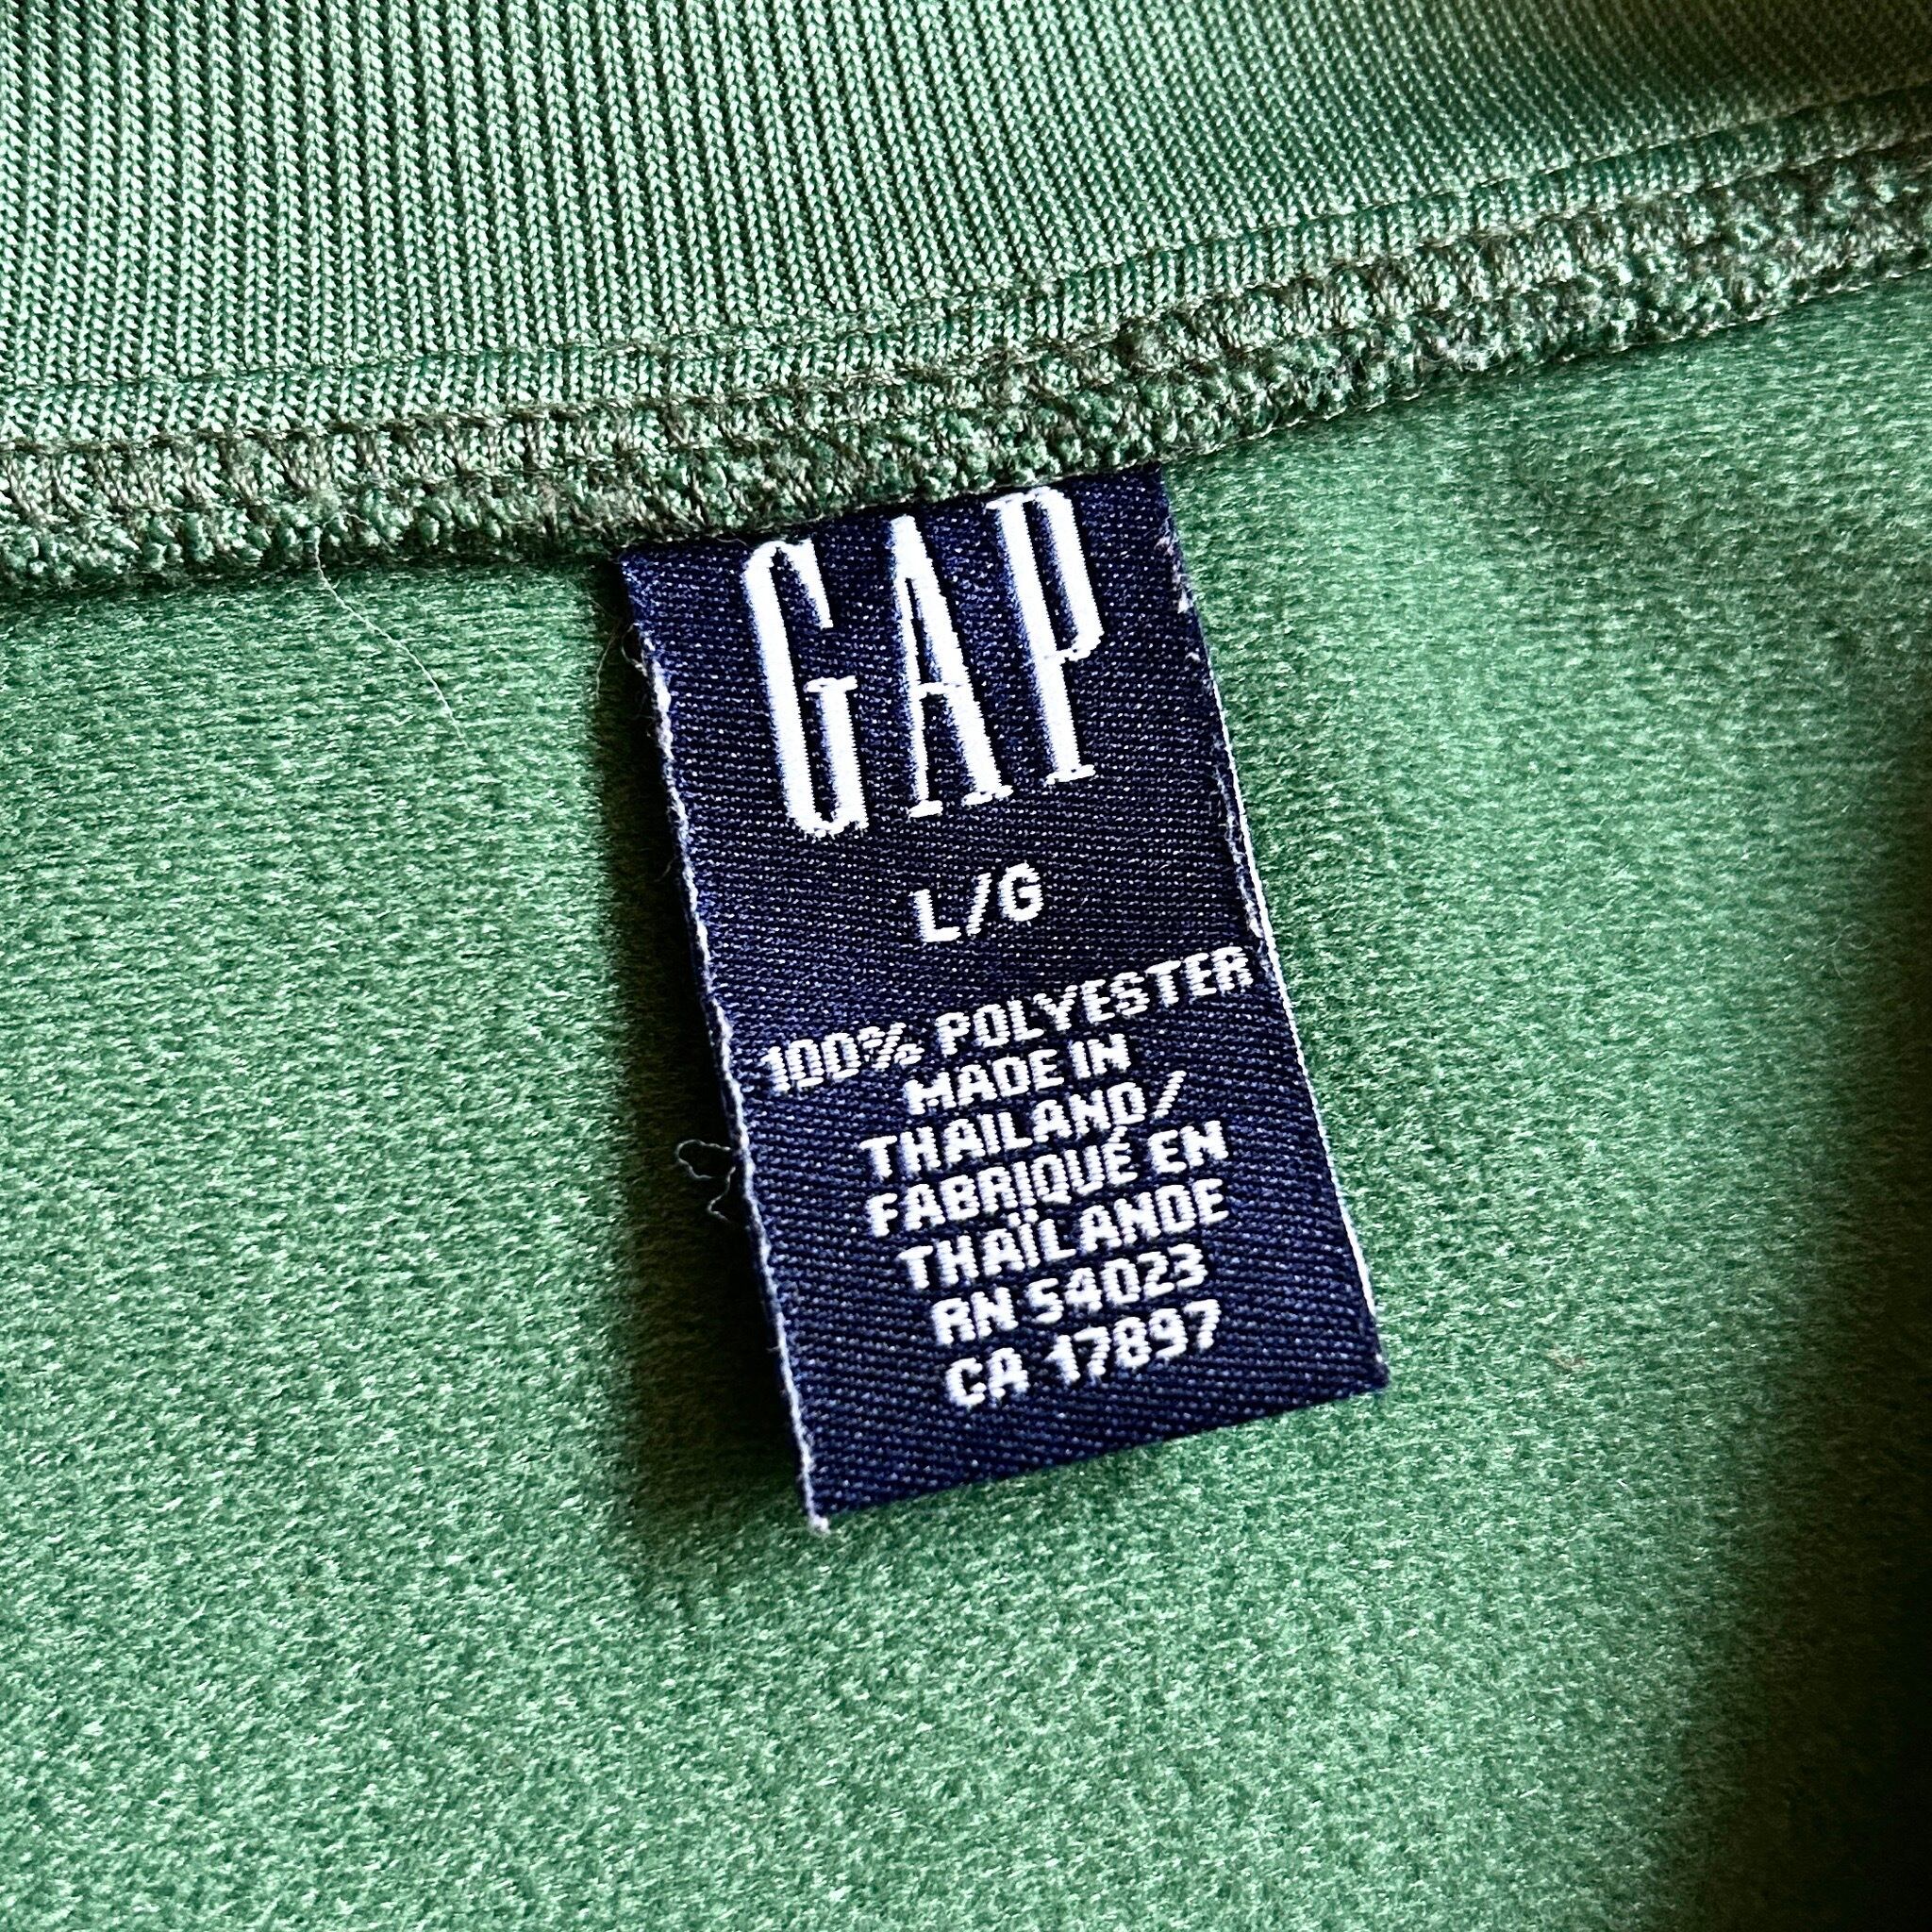 GAP
L/G
100% POLYESTER
MADE IN
THAILAND/
FABRIQUÉ EN
THAÏLANDE
RN 54023
CA 17897